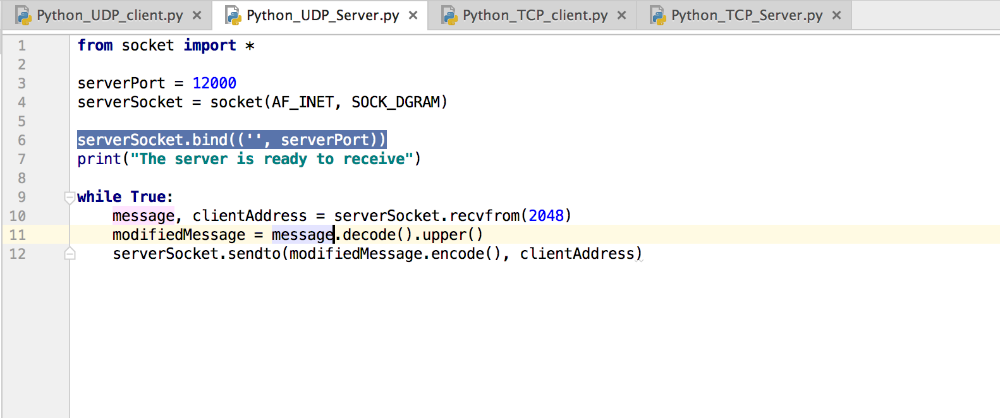 Python_UDP_client.py × Python_UDP_Server.py × Python_TCP_client.py × Python_TCP_Server.py ×
1 from socket import *
2
3 serverPort = 12000
4 serverSocket = socket(AF_INET, SOCK_DGRAM)
5
6 serverSocket.bind(('', serverPort))
7 print("The server is ready to receive")
8
9 while True:
10     message, clientAddress = serverSocket.recvfrom(2048)
11     modifiedMessage = message.decode().upper()
12     serverSocket.sendto(modifiedMessage.encode(), clientAddress)